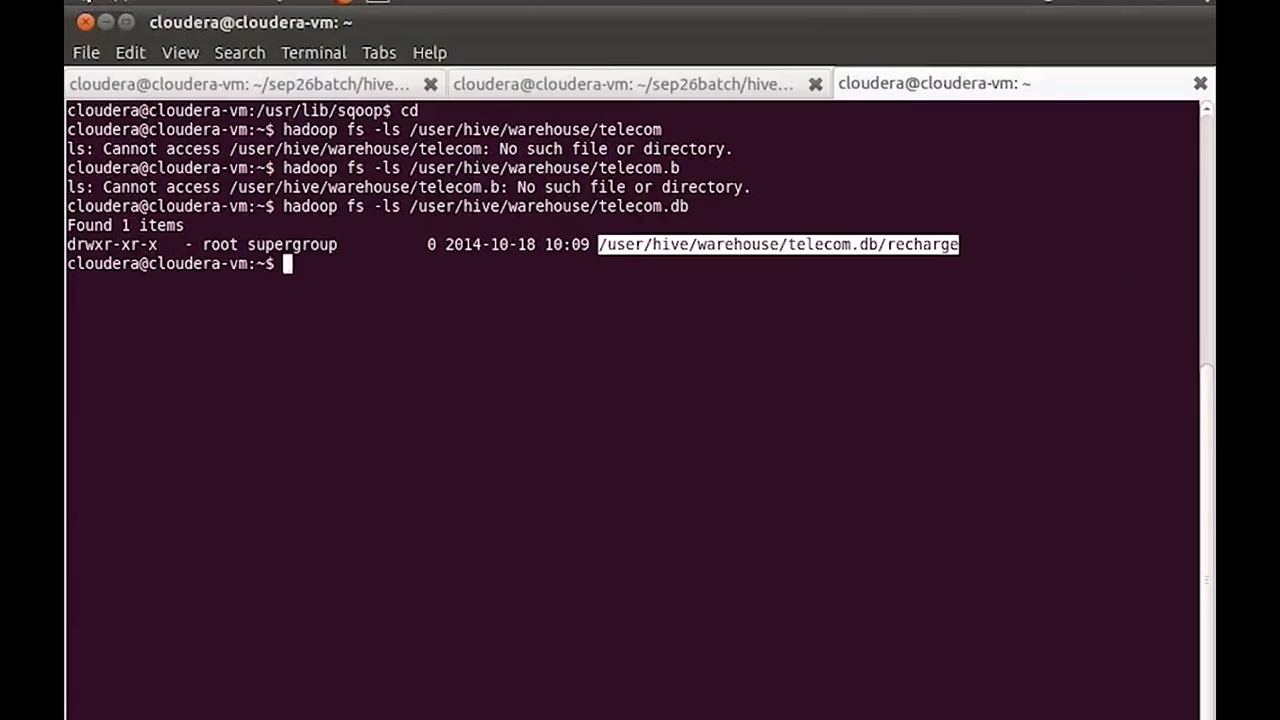 cloudera@cloudera-vm: ~
File Edit View Search Terminal Tabs Help
cloudera@cloudera-vm: ~/sep26batch/hive... cloudera@cloudera-vm: ~/sep26batch/hive... cloudera@cloudera-vm: ~
cloudera@cloudera-vm:/usr/lib/sqoop$ cd
cloudera@cloudera-vm:~$ hadoop fs -ls /user/hive/warehouse/telecom
ls: Cannot access /user/hive/warehouse/telecom: No such file or directory.
cloudera@cloudera-vm:~$ hadoop fs -ls /user/hive/warehouse/telecom.b
ls: Cannot access /user/hive/warehouse/telecom.b: No such file or directory.
cloudera@cloudera-vm:~$ hadoop fs -ls /user/hive/warehouse/telecom.db
Found 1 items
drwxr-xr-x   - root supergroup          0 2014-10-18 10:09 /user/hive/warehouse/telecom.db/recharge
cloudera@cloudera-vm:~$